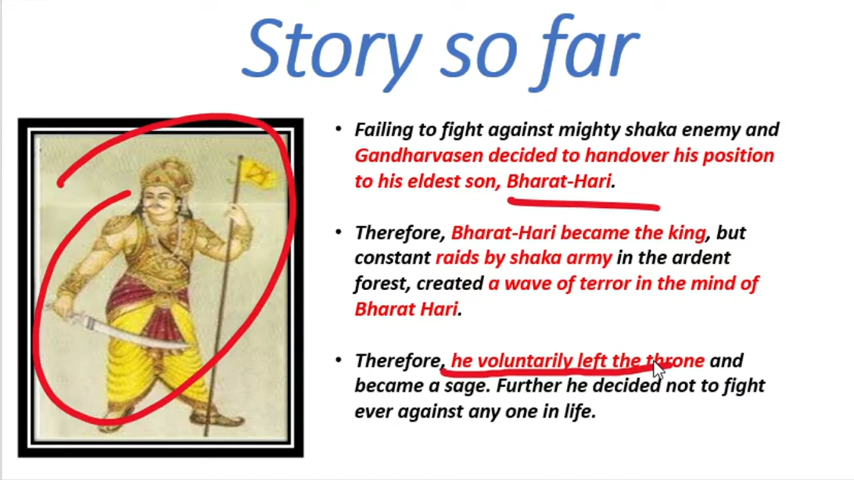 Story so far
• Failing to fight against mighty shaka enemy and
Gandharvasen decided to handover his position
to his eldest son, Bharat-Hari.
• Therefore, Bharat-Hari became the king, but
constant raids by shaka army in the ardent
forest, created a wave of terror in the mind of
Bharat Hari.
• Therefore, he voluntarily left the throne and
became a sage. Further he decided not to fight
ever against any one in life.